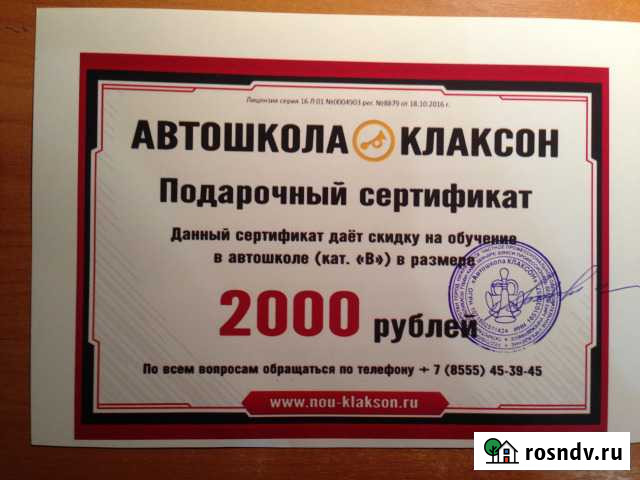 Лицензия серия 16 Л 01 №0004903 рег. №8879 от 18.10.2016 г.
АВТОШКОЛА КЛАКСОН
Подарочный сертификат
Данный сертификат даёт скидку на обучение
в автошколе (кат. «В») в размере
2000 рублей
«Автошкола КЛАКСОН»
По всем вопросам обращаться по телефону + 7 (8555) 45-39-45
www.nou-klakson.ru
rosndv.ru